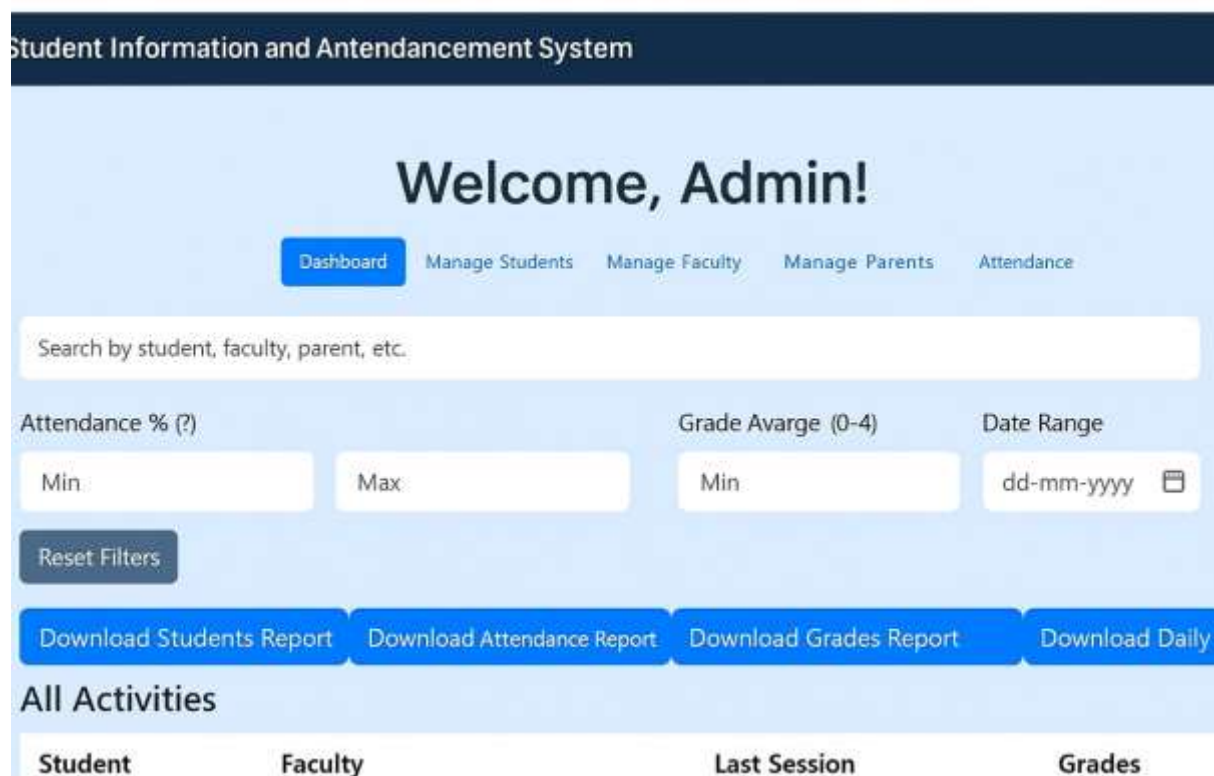 Student Information and Antendancement System
Welcome, Admin!
Dashboard Manage Students Manage Faculty Manage Parents Attendance
Search by student, faculty, parent, etc.
Attendance % (?) Grade Avarge (0-4) Date Range
Min Max Min dd-mm-yyyy
Reset Filters
Download Students Report Download Attendance Report Download Grades Report Download Daily
All Activities
Student Faculty Last Session Grades